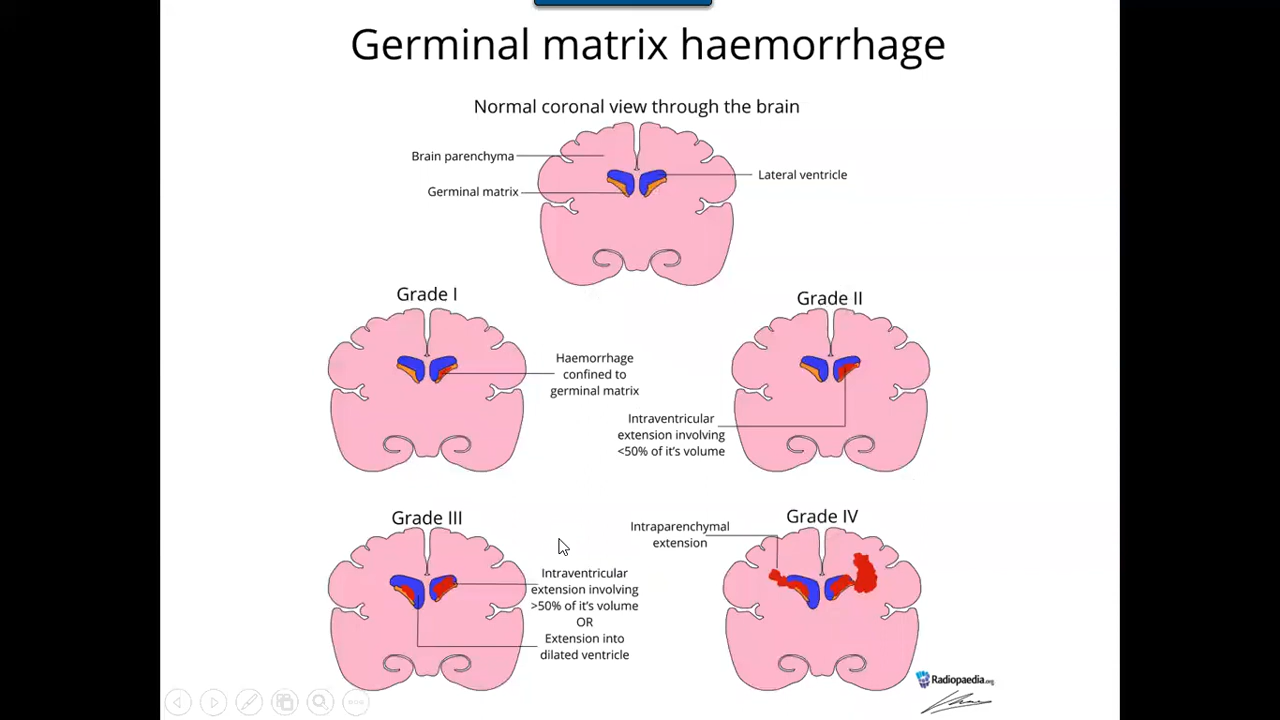 Germinal matrix haemorrhage
Normal coronal view through the brain
Brain parenchyma
Germinal matrix
Lateral ventricle
Grade I
Haemorrhage
confined to
germinal matrix
Grade II
Intraventricular
extension involving
<50% of it's volume
Grade III
Intraventricular
extension involving
>50% of it's volume
OR
Extension into
dilated ventricle
Grade IV
Intraparenchymal
extension
Radiopaedia.org